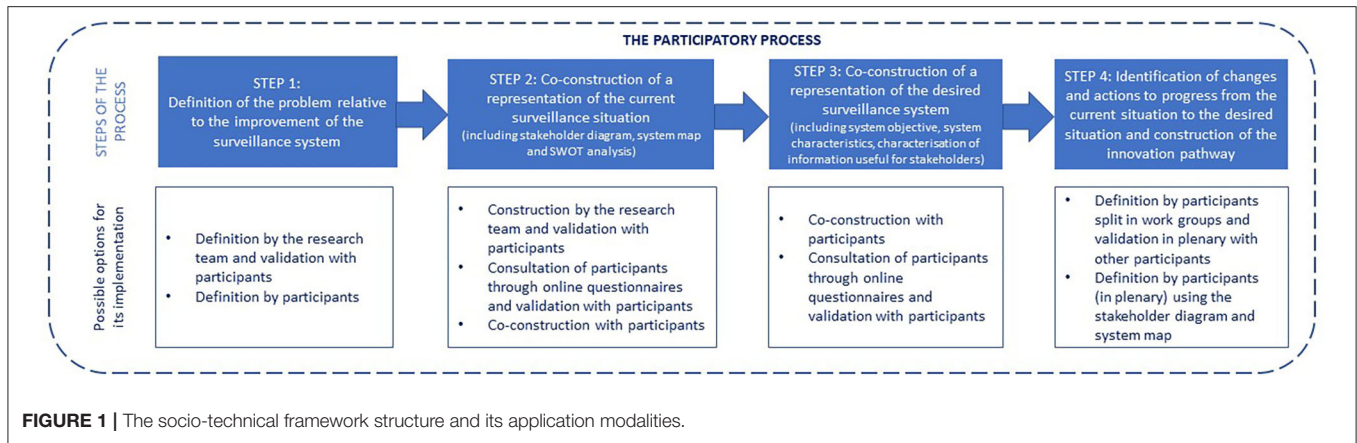 THE PARTICIPATORY PROCESS
STEPS OF THE
PROCESS
STEP 1:
Definition of the problem relative
to the improvement of the
surveillance system
STEP 2: Co-construction of a
representation of the current
surveillance situation
(including stakeholder diagram, system map
and SWOT analysis)
STEP 3: Co-construction of a
representation of the desired
surveillance system
(including system objective, system
characteristics, characterisation of
information useful for stakeholders)
STEP 4: Identification of changes
and actions to progress from the
current situation to the desired
situation and construction of the
innovation pathway
Possible options for
its implementation
• Definition by the research
team and validation with
participants
• Definition by participants
• Construction by the research
team and validation with
participants
• Consultation of participants
through online questionnaires
and validation with participants
• Co-construction with participants
• Co-construction with
participants
• Consultation of participants
through online
questionnaires and
validation with participants
• Definition by participants
split in work groups and
validation in plenary with
other participants
• Definition by participants
(in plenary) using the
stakeholder diagram and
system map
FIGURE 1 | The socio-technical framework structure and its application modalities.